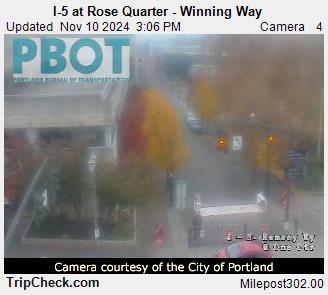 I-5 at Rose Quarter - Winning Way
Updated  Nov 10 2024  3:06 PM
Camera  4
PBOT
PORTLAND BUREAU OF TRANSPORTATION
Camera courtesy of the City of Portland
TripCheck.com
Milepost302.00